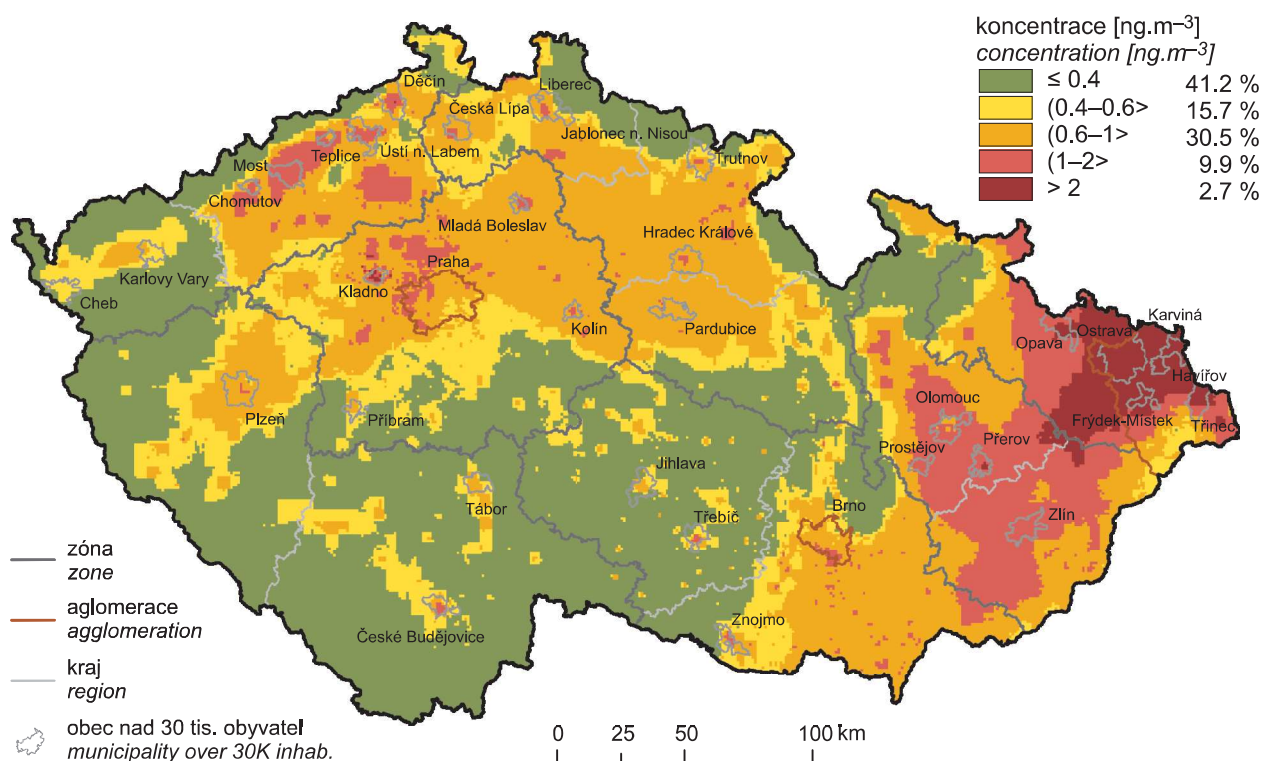 koncentrace [ng.m⁻³]
concentration [ng.m⁻³]
≤ 0.4 41.2 %
(0.4–0.6> 15.7 %
(0.6–1> 30.5 %
(1–2> 9.9 %
> 2 2.7 %
Děčín
Liberec
Česká Lípa
Jablonec n. Nisou
Ústí n. Labem
Teplice
Trutnov
Most
Chomutov
Mladá Boleslav
Hradec Králové
Praha
Karlovy Vary
Kladno
Cheb
Kolín
Pardubice
Karviná
Ostrava
Opava
Havířov
Olomouc
Plzeň
Příbram
Frýdek-Místek
Třinec
Přerov
Prostějov
Jihlava
Tábor
Brno
Třebíč
Zlín
Znojmo
České Budějovice
zóna
zone
aglomerace
agglomeration
kraj
region
obec nad 30 tis. obyvatel
municipality over 30K inhab.
0 25 50 100 km